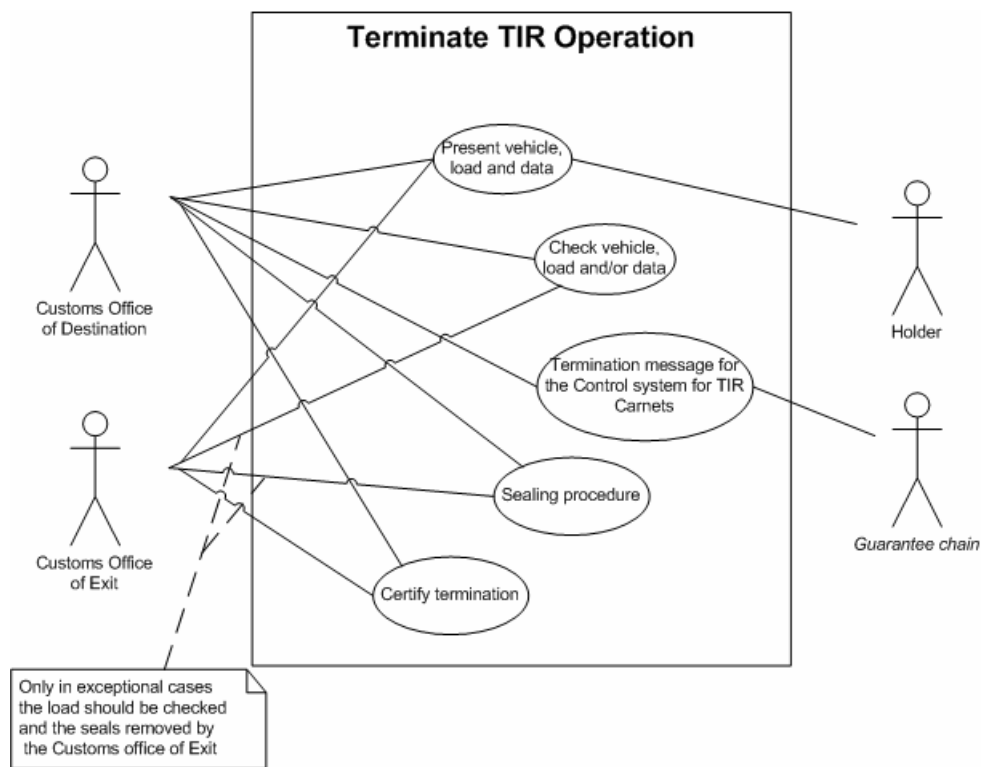 Terminate TIR Operation
Present vehicle,
load and data
Check vehicle,
load and/or data
Customs Office
of Destination
Holder
Termination message for
the Control system for TIR
Carnets
Sealing procedure
Customs Office
of Exit
Guarantee chain
Certify termination
Only in exceptional cases
the load should be checked
and the seals removed by
the Customs office of Exit